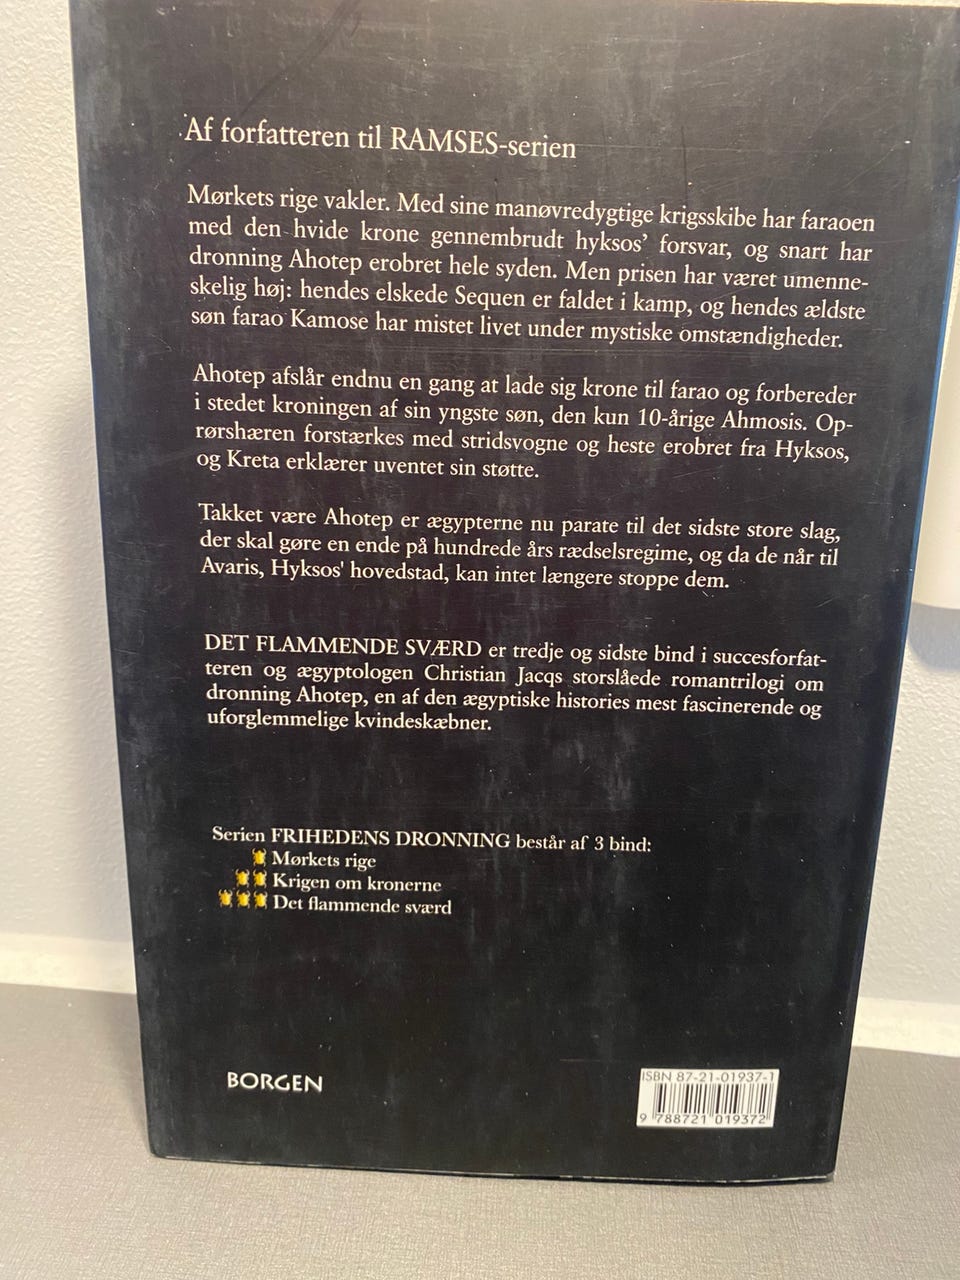 Af forfatteren til RAMSES-serien
Mørkets rige vakler. Med sine manøvredygtige krigsskibe har faraoen
med den hvide krone gennembrudt hyksos’ forsvar, og snart har
dronning Ahotep erobret hele syden. Men prisen har været umenne-
skelig høj: hendes elskede Sequen er faldet i kamp, og hendes ældste
søn farao Kamose har mistet livet under mystiske omstændigheder.
Ahotep afslår endnu en gang at lade sig krone til farao og forbereder
i stedet kroningen af sin yngste søn, den kun 10-årige Ahmosis. Op-
rørshæren forstærkes med stridsvogne og heste erobret fra Hyksos,
og Kreta erklærer uventet sin støtte.
Takket være Ahotep er ægypterne nu parate til det sidste store slag,
der skal gøre en ende på hundrede års rædselsregime, og da de når til
Avaris, Hyksos' hovedstad, kan intet længere stoppe dem.
DET FLAMMENDE SVÆRD er tredje og sidste bind i succesforfat-
teren og ægyptologen Christian Jacqs storslåede romantrilogi om
dronning Ahotep, en af den ægyptiske histories mest fascinerende og
uforglemmelige kvindeskæbner.
Serien FRIHEDENS DRONNING består af 3 bind:
Mørkets rige
Krigen om kronerne
Det flammende sværd
BORGEN
ISBN 87-21-01937-1
9 788721 019372